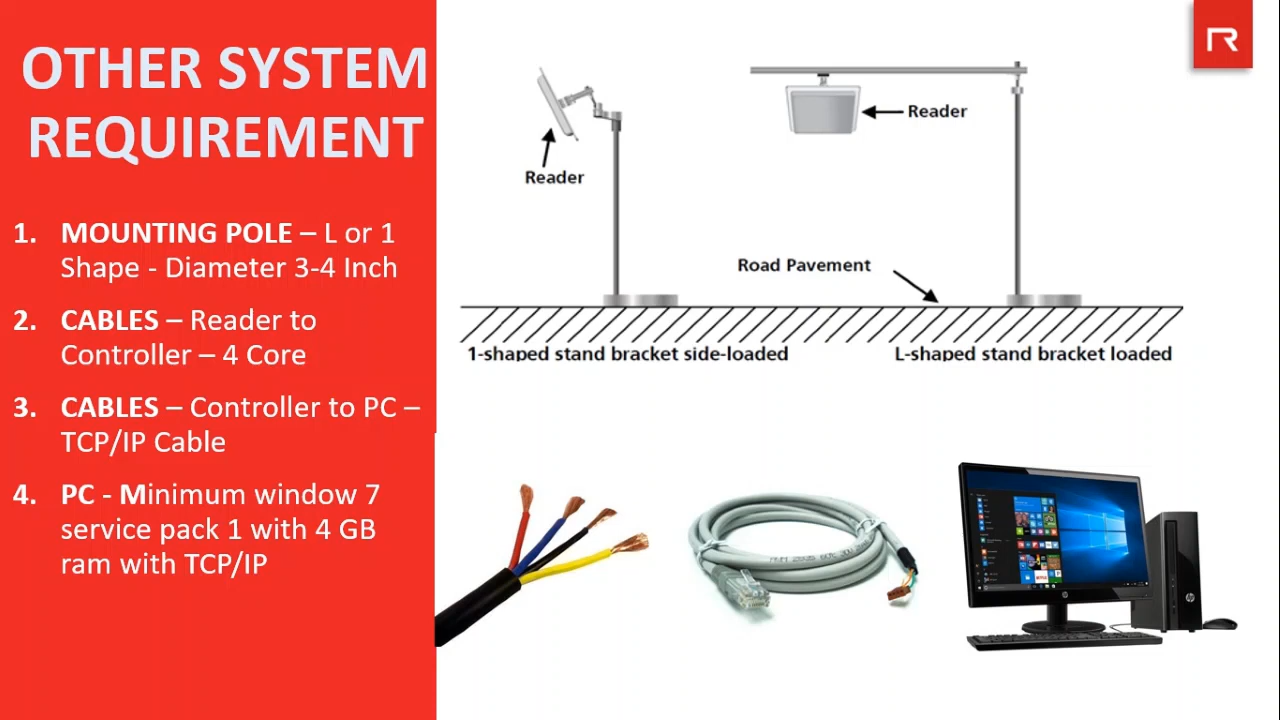 OTHER SYSTEM
REQUIREMENT
1. MOUNTING POLE – L or 1
Shape - Diameter 3-4 Inch
2. CABLES – Reader to
Controller – 4 Core
3. CABLES – Controller to PC –
TCP/IP Cable
4. PC - Minimum window 7
service pack 1 with 4 GB
ram with TCP/IP
Reader
Reader
Road Pavement
1-shaped stand bracket side-loaded
L-shaped stand bracket loaded